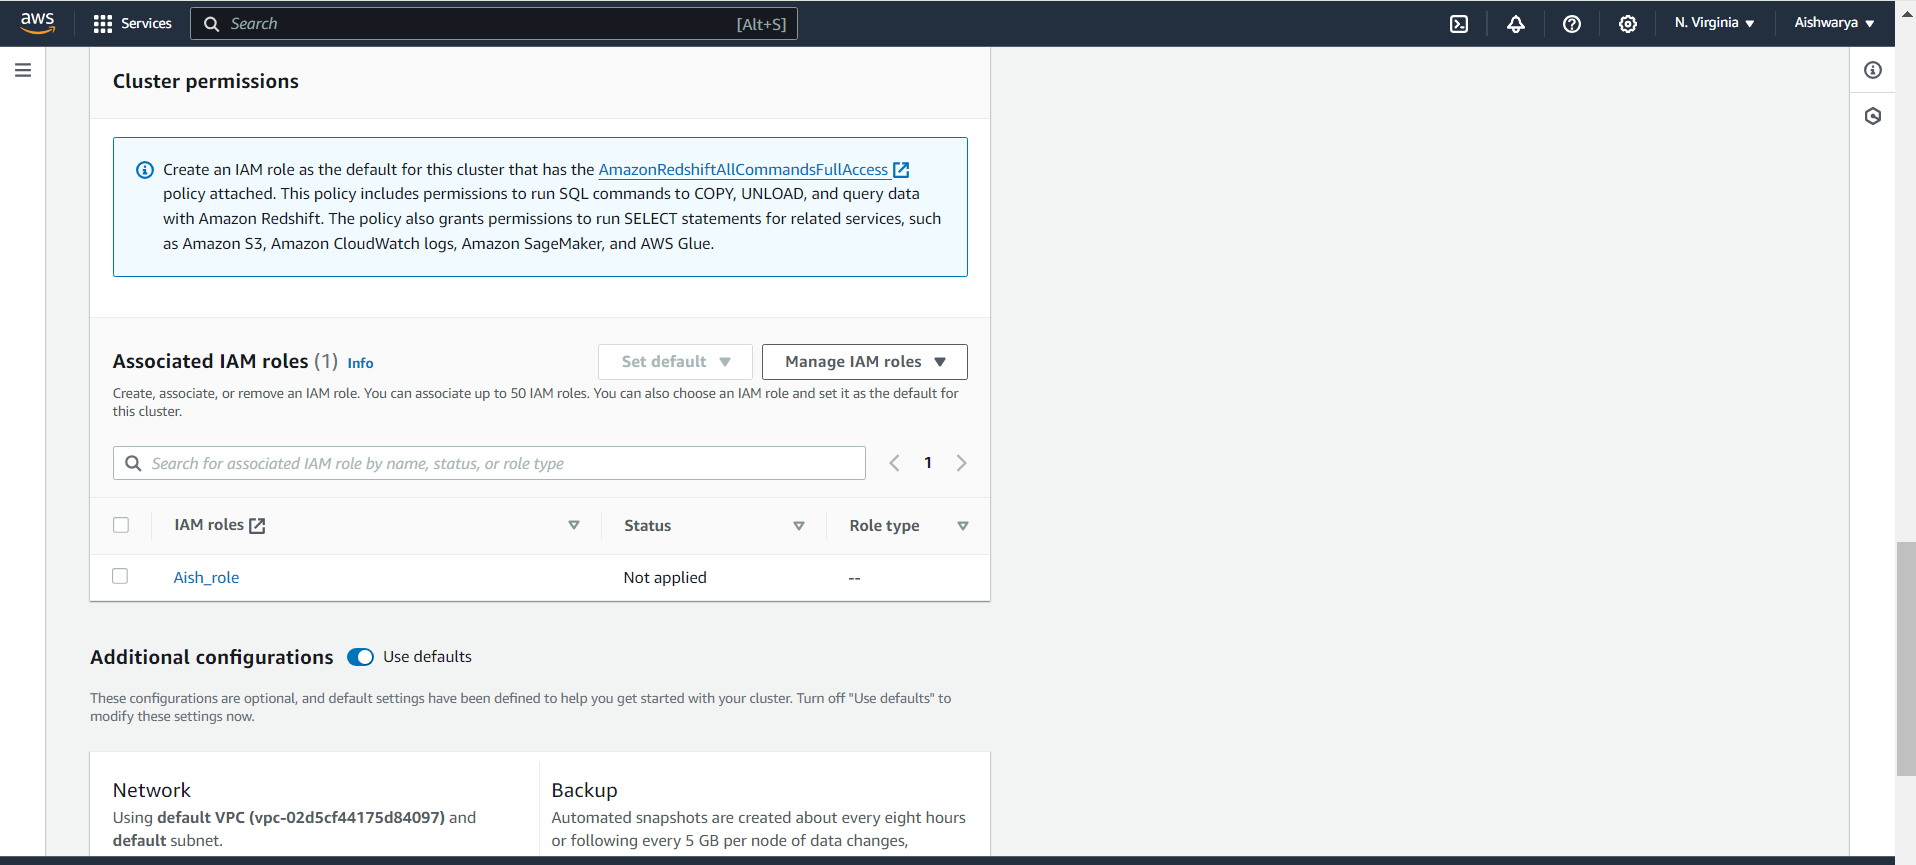 aws Services Search [Alt+S] N. Virginia Aishwarya
Cluster permissions
Create an IAM role as the default for this cluster that has the AmazonRedshiftAllCommandsFullAccess
policy attached. This policy includes permissions to run SQL commands to COPY, UNLOAD, and query data
with Amazon Redshift. The policy also grants permissions to run SELECT statements for related services, such
as Amazon S3, Amazon CloudWatch logs, Amazon SageMaker, and AWS Glue.
Associated IAM roles (1) Info Set default Manage IAM roles
Create, associate, or remove an IAM role. You can associate up to 50 IAM roles. You can also choose an IAM role and set it as the default for
this cluster.
Search for associated IAM role by name, status, or role type 1
IAM roles Status Role type
Aish_role Not applied --
Additional configurations Use defaults
These configurations are optional, and default settings have been defined to help you get started with your cluster. Turn off "Use defaults" to
modify these settings now.
Network
Using default VPC (vpc-02d5cf44175d84097) and
default subnet.
Backup
Automated snapshots are created about every eight hours
or following every 5 GB per node of data changes,